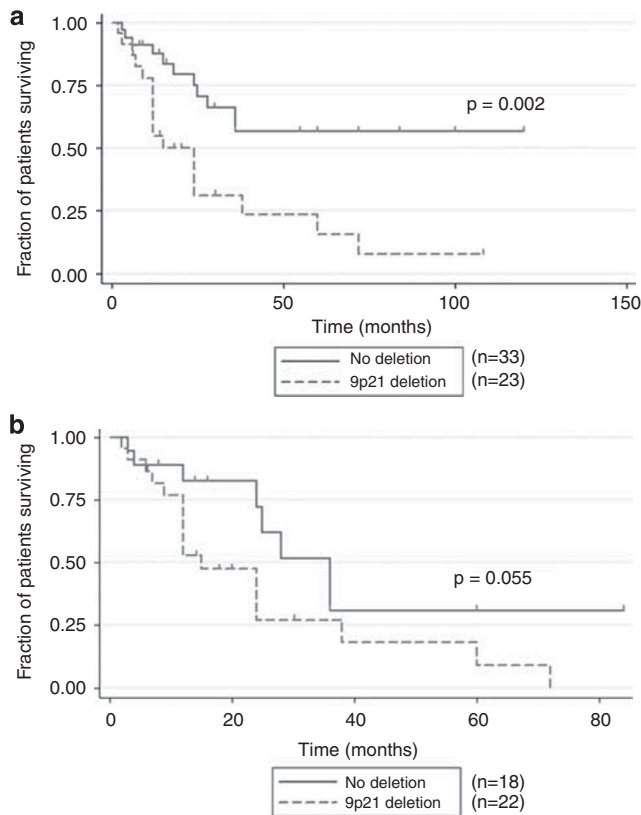 a
Fraction of patients surviving
1.00
0.75
0.50
0.25
0.00
p = 0.002
0 50 100 150
Time (months)
No deletion (n=33)
9p21 deletion (n=23)
b
Fraction of patients surviving
1.00
0.75
0.50
0.25
0.00
p = 0.055
0 20 40 60 80
Time (months)
No deletion (n=18)
9p21 deletion (n=22)